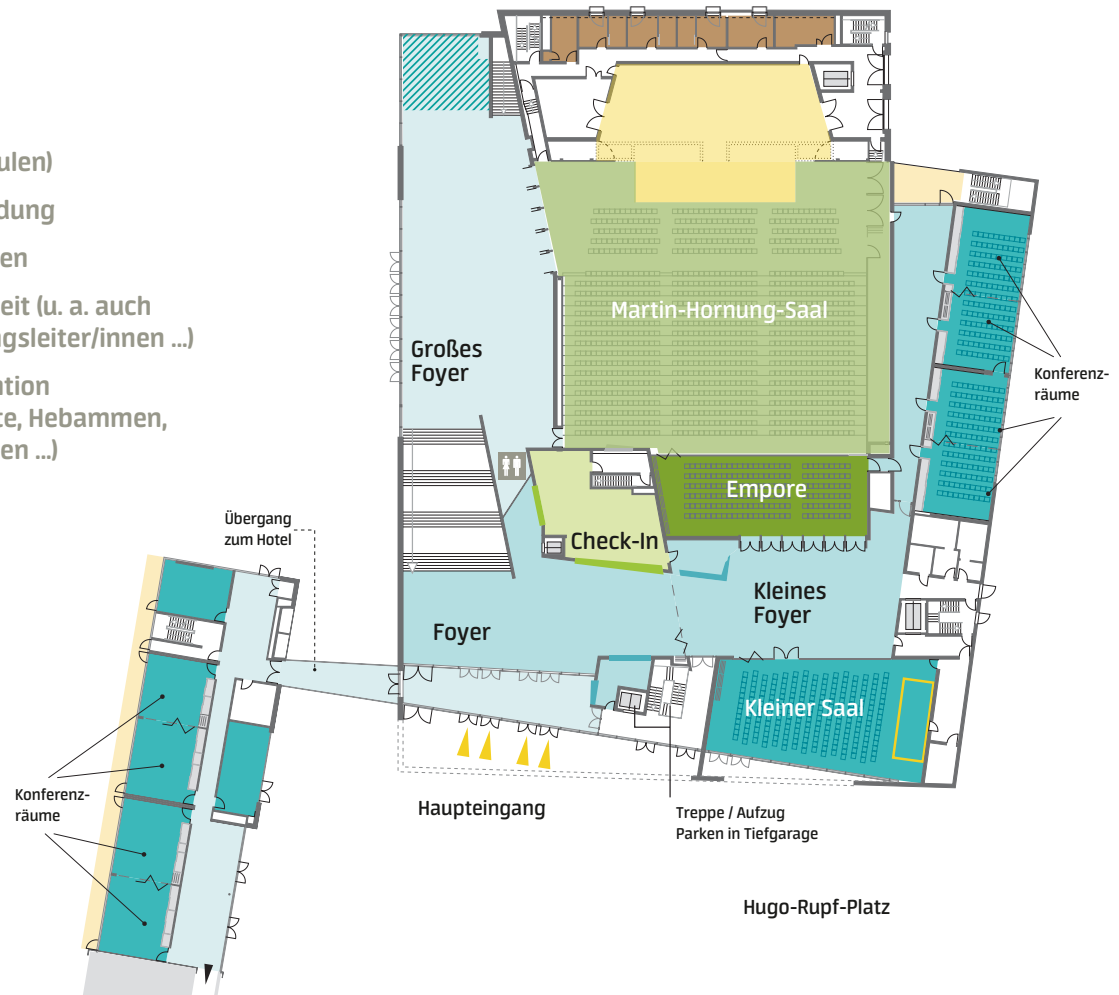 ulen)
dung
en
eit (u. a. auch
ngsleiter/innen ...)
ntion
te, Hebammen,
en ...)
Martin-Hornung-Saal
Großes
Foyer
Konferenz-
räume
Empore
Übergang
zum Hotel
Check-In
Kleines
Foyer
Foyer
Kleiner Saal
Konferenz-
räume
Haupteingang
Treppe / Aufzug
Parken in Tiefgarage
Hugo-Rupf-Platz